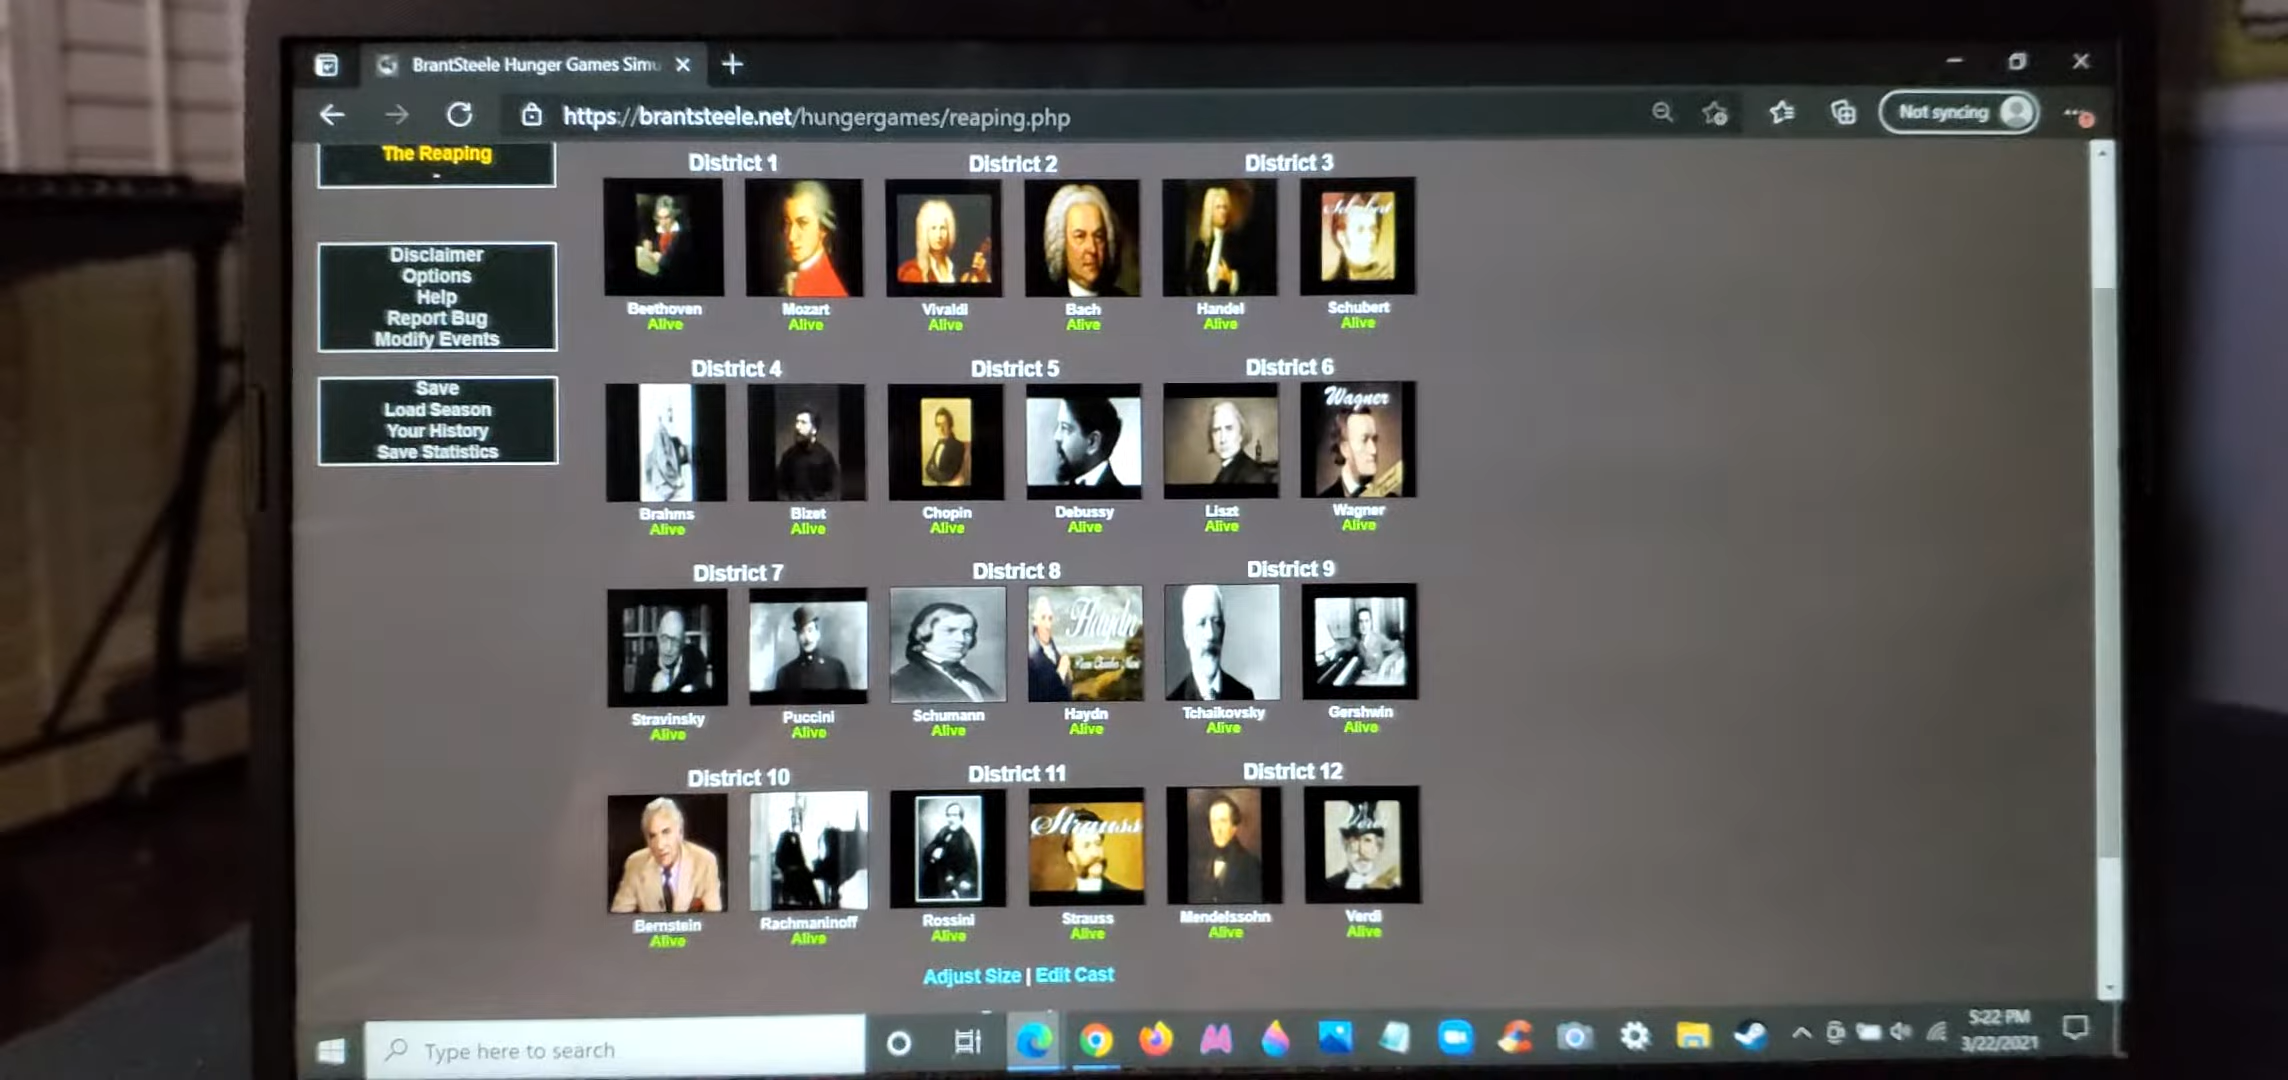 BrantSteele Hunger Games Simu
https://brantsteele.net/hungergames/reaping.php
Not syncing
The Reaping
-
Disclaimer
Options
Help
Report Bug
Modify Events
Save
Load Season
Your History
Save Statistics
District 1 District 2 District 3
Schubert
Beethoven Mozart Vivaldi Bach Handel Schubert
Alive Alive Alive Alive Alive Alive
District 4 District 5 District 6
Wagner
Brahms Bizet Chopin Debussy Liszt Wagner
Alive Alive Alive Alive Alive Alive
District 7 District 8 District 9
Haydn
Stravinsky Puccini Schumann Haydn Tchaikovsky Gershwin
Alive Alive Alive Alive Alive Alive
District 10 District 11 District 12
Strauss
Bernstein Rachmaninoff Rossini Strauss Mendelssohn Verdi
Alive Alive Alive Alive Alive Alive
Adjust Size | Edit Cast
Type here to search
5:22 PM
3/22/2021